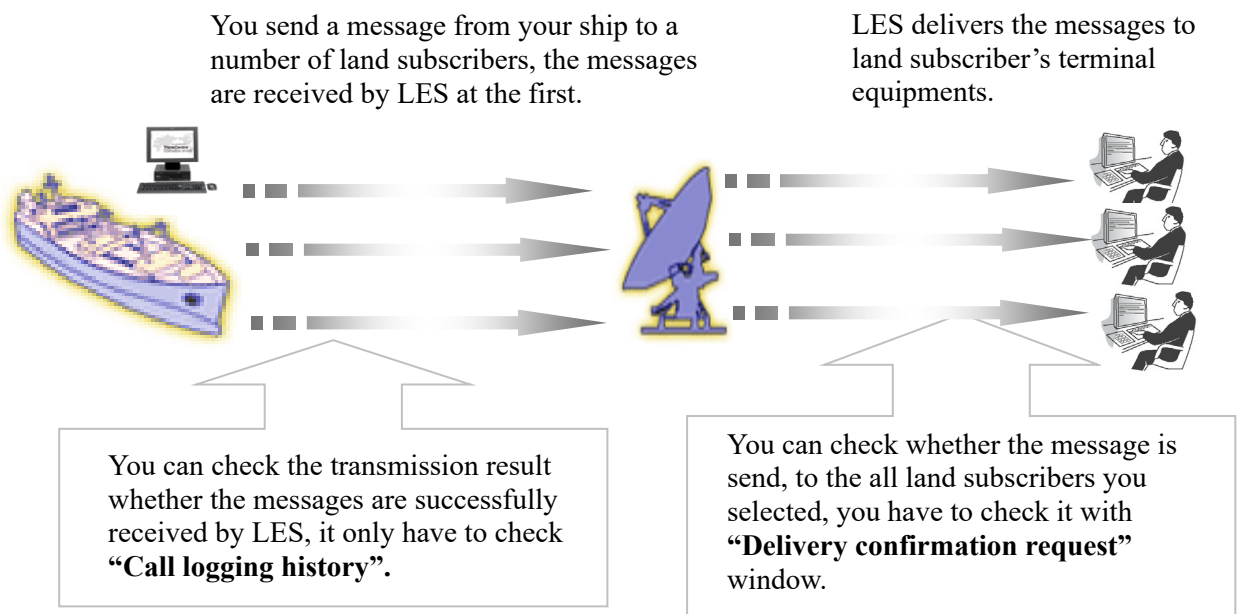 You send a message from your ship to a
number of land subscribers, the messages
are received by LES at the first.
LES delivers the messages to
land subscriber’s terminal
equipments.
You can check the transmission result
whether the messages are successfully
received by LES, it only have to check
“Call logging history”.
You can check whether the message is
send, to the all land subscribers you
selected, you have to check it with
“Delivery confirmation request”
window.